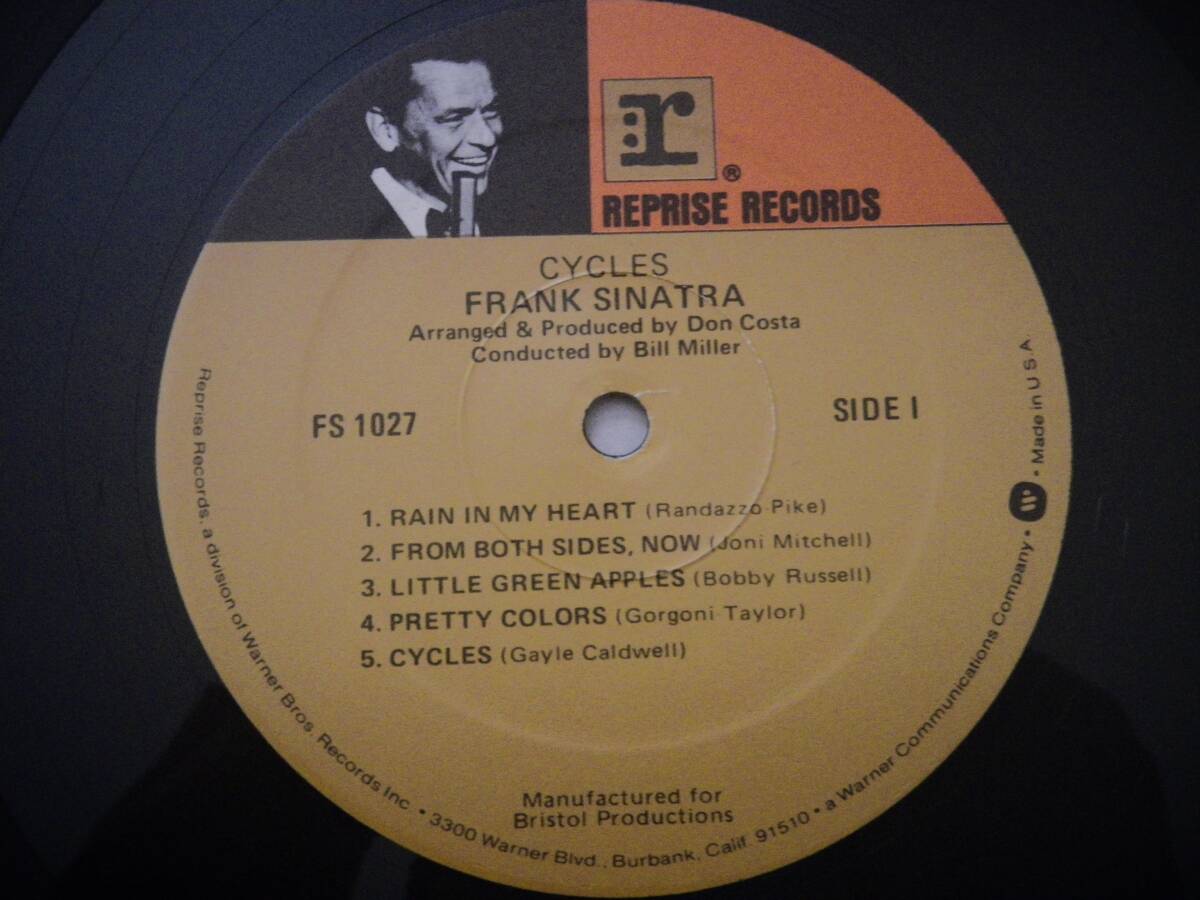 r
®
REPRISE RECORDS
CYCLES
FRANK SINATRA
Arranged & Produced by Don Costa
Conducted by Bill Miller
FS 1027
SIDE I
1. RAIN IN MY HEART (Randazzo-Pike)
2. FROM BOTH SIDES, NOW (Joni Mitchell)
3. LITTLE GREEN APPLES (Bobby Russell)
4. PRETTY COLORS (Gorgoni-Taylor)
5. CYCLES (Gayle Caldwell)
Manufactured for
Bristol Productions
Reprise Records, a division of Warner Bros. Records Inc. • 3300 Warner Blvd., Burbank, Calif. 91510 • a Warner Communications Company • W • Made in U.S.A.